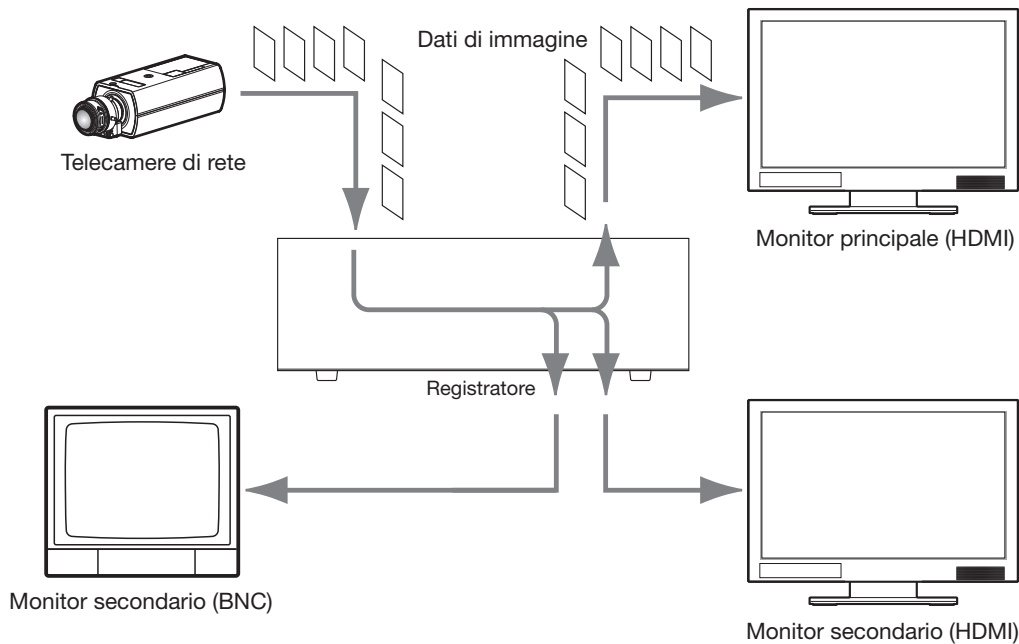 Dati di immagine
Telecamere di rete
Monitor principale (HDMI)
Registratore
Monitor secondario (BNC)
Monitor secondario (HDMI)